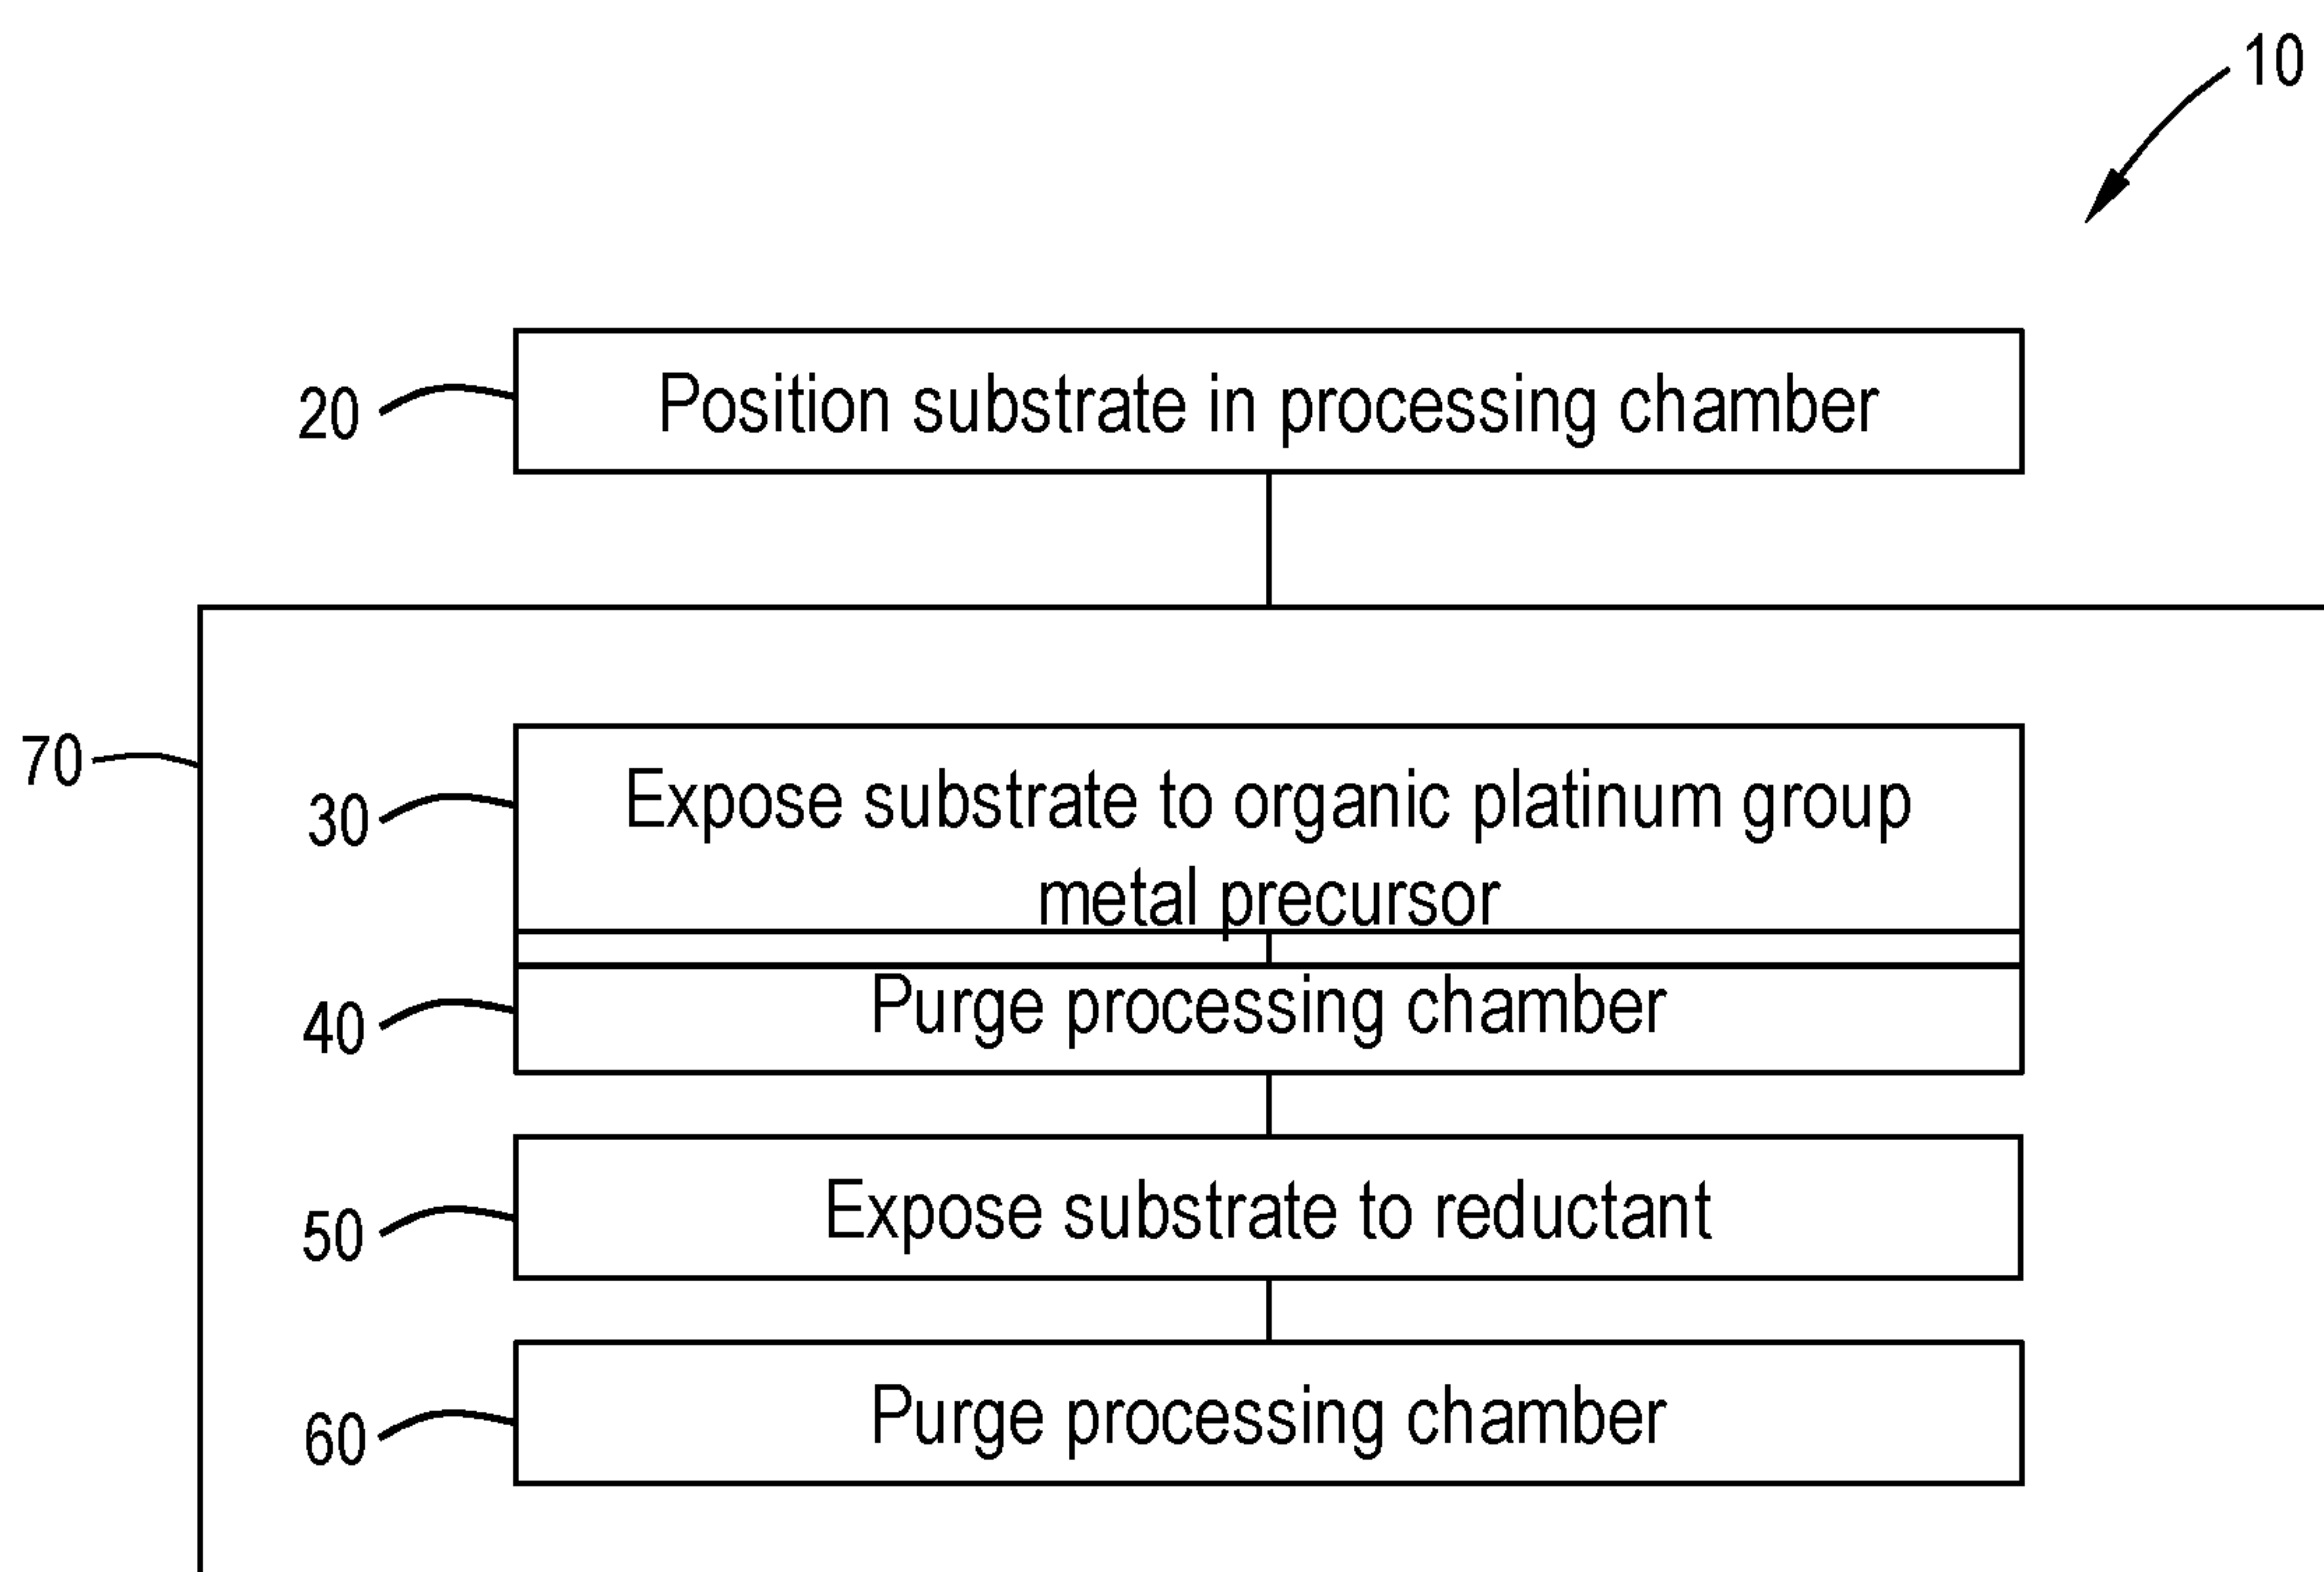 10
20 Position substrate in processing chamber
70
30 Expose substrate to organic platinum group
metal precursor
40 Purge processing chamber
50 Expose substrate to reductant
60 Purge processing chamber